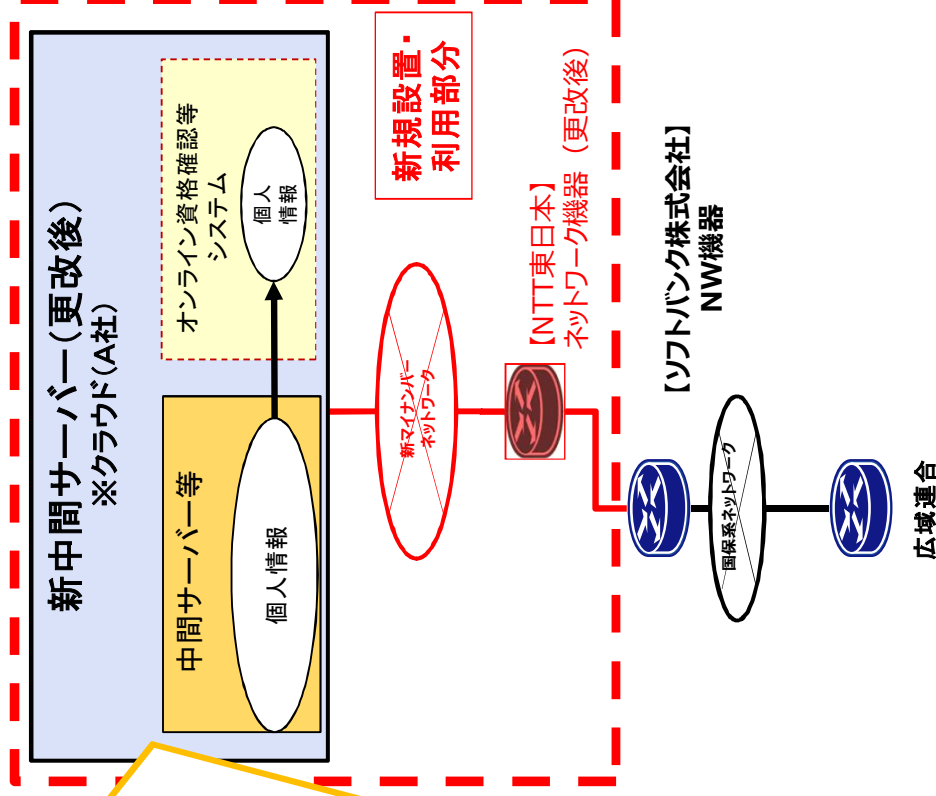 新中間サーバー(更改後)
※クラウド(A社)
中間サーバー等
個人情報
オンライン資格確認等
システム
個人
情報
新規設置・
利用部分
新マイナンバー
ネットワーク
【NTT東日本】
ネットワーク機器（更改後）
【ソフトバンク株式会社】
NW機器
国保系ネットワーク
広域連合